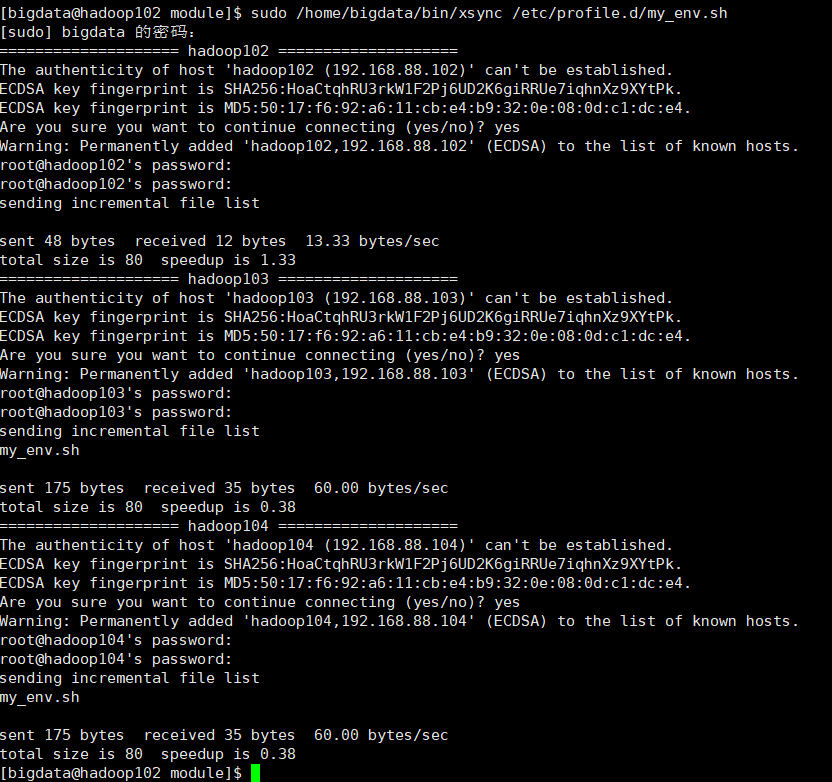 [bigdata@hadoop102 module]$ sudo /home/bigdata/bin/xsync /etc/profile.d/my_env.sh
[sudo] bigdata 的密码：
==================== hadoop102 ====================
The authenticity of host 'hadoop102 (192.168.88.102)' can't be established.
ECDSA key fingerprint is SHA256:HoaCtqhRU3rkW1F2Pj6UD2K6giRRUe7iqhnXz9XYtPk.
ECDSA key fingerprint is MD5:50:17:f6:92:a6:11:cb:e4:b9:32:0e:08:0d:c1:dc:e4.
Are you sure you want to continue connecting (yes/no)? yes
Warning: Permanently added 'hadoop102,192.168.88.102' (ECDSA) to the list of known hosts.
root@hadoop102's password:
root@hadoop102's password:
sending incremental file list

sent 48 bytes  received 12 bytes  13.33 bytes/sec
total size is 80  speedup is 1.33
==================== hadoop103 ====================
The authenticity of host 'hadoop103 (192.168.88.103)' can't be established.
ECDSA key fingerprint is SHA256:HoaCtqhRU3rkW1F2Pj6UD2K6giRRUe7iqhnXz9XYtPk.
ECDSA key fingerprint is MD5:50:17:f6:92:a6:11:cb:e4:b9:32:0e:08:0d:c1:dc:e4.
Are you sure you want to continue connecting (yes/no)? yes
Warning: Permanently added 'hadoop103,192.168.88.103' (ECDSA) to the list of known hosts.
root@hadoop103's password:
root@hadoop103's password:
sending incremental file list
my_env.sh

sent 175 bytes  received 35 bytes  60.00 bytes/sec
total size is 80  speedup is 0.38
==================== hadoop104 ====================
The authenticity of host 'hadoop104 (192.168.88.104)' can't be established.
ECDSA key fingerprint is SHA256:HoaCtqhRU3rkW1F2Pj6UD2K6giRRUe7iqhnXz9XYtPk.
ECDSA key fingerprint is MD5:50:17:f6:92:a6:11:cb:e4:b9:32:0e:08:0d:c1:dc:e4.
Are you sure you want to continue connecting (yes/no)? yes
Warning: Permanently added 'hadoop104,192.168.88.104' (ECDSA) to the list of known hosts.
root@hadoop104's password:
root@hadoop104's password:
sending incremental file list
my_env.sh

sent 175 bytes  received 35 bytes  60.00 bytes/sec
total size is 80  speedup is 0.38
[bigdata@hadoop102 module]$